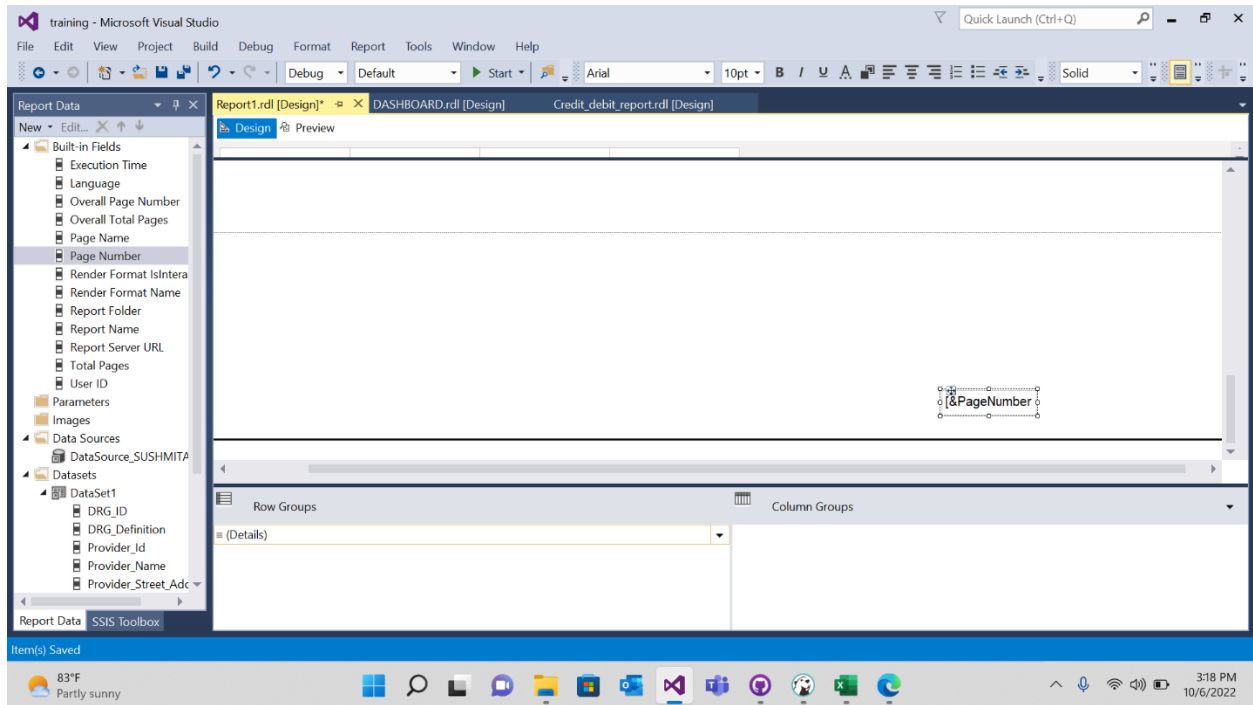 training - Microsoft Visual Studio
Quick Launch (Ctrl+Q)
File Edit View Project Build Debug Format Report Tools Window Help
Debug Default Start Arial 10pt B I U A Solid
Report Data
Report1.rdl [Design]* DASHBOARD.rdl [Design] Credit_debit_report.rdl [Design]
New Edit...
Design Preview
Built-in Fields
Execution Time
Language
Overall Page Number
Overall Total Pages
Page Name
Page Number
Render Format IsIntera
Render Format Name
Report Folder
Report Name
Report Server URL
Total Pages
User ID
Parameters
[&PageNumber
Images
Data Sources
DataSource_SUSHMITA
Datasets
DataSet1
DRG_ID
DRG_Definition
Provider_Id
Provider_Name
Provider_Street_Adc
Row Groups Column Groups
(Details)
Report Data SSIS Toolbox
Item(s) Saved
83°F
Partly sunny
3:18 PM
10/6/2022